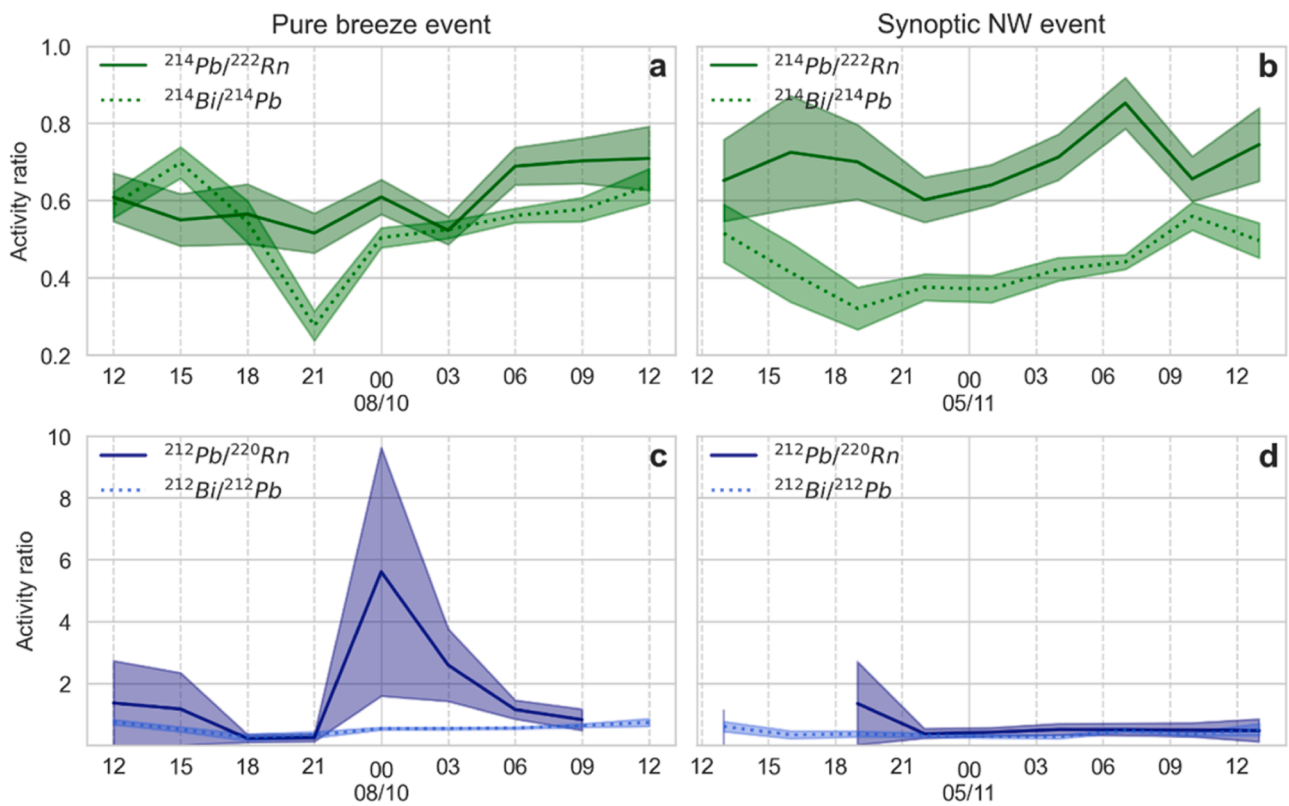 Pure breeze event
Synoptic NW event
1.0
0.8
0.6
0.4
0.2
Activity ratio
²¹⁴Pb/²²²Rn
²¹⁴Bi/²¹⁴Pb
a
12 15 18 21 00 03 06 09 12
08/10
²¹⁴Pb/²²²Rn
²¹⁴Bi/²¹⁴Pb
b
12 15 18 21 00 03 06 09 12
05/11
10
8
6
4
2
Activity ratio
²¹²Pb/²²⁰Rn
²¹²Bi/²¹²Pb
c
12 15 18 21 00 03 06 09 12
08/10
²¹²Pb/²²⁰Rn
²¹²Bi/²¹²Pb
d
12 15 18 21 00 03 06 09 12
05/11